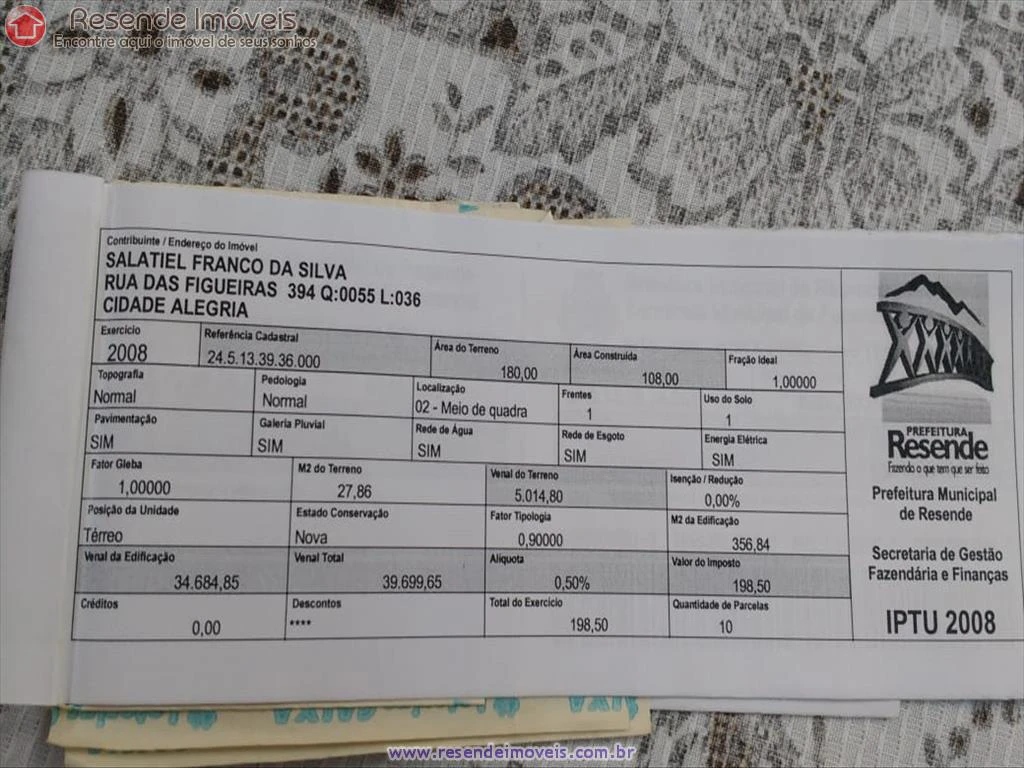 Resende Imóveis
Encontre aqui o imóvel de seus sonhos
Contribuinte / Endereço do Imóvel
SALATIEL FRANCO DA SILVA
RUA DAS FIGUEIRAS 394 Q:0055 L:036
CIDADE ALEGRIA
Exercício Referência Cadastral Área do Terreno Área Construída Fração Ideal
2008 24.5.13.39.36.000 180,00 108,00 1,00000
Topografia Pedologia Localização Frentes Uso do Solo
Normal Normal 02 - Meio de quadra 1 1
Pavimentação Galeria Pluvial Rede de Água Rede de Esgoto Energia Elétrica
SIM SIM SIM SIM SIM
Fator Gleba M2 do Terreno Venal do Terreno Isenção / Redução
1,00000 27,86 5.014,80 0,00%
Posição da Unidade Estado Conservação Fator Tipologia M2 da Edificação
Térreo Nova 0,90000 356,84
Venal da Edificação Venal Total Alíquota Valor do Imposto
34.684,85 39.699,65 0,50% 198,50
Créditos Descontos Total do Exercício Quantidade de Parcelas
0,00 **** 198,50 10
PREFEITURA
Resende
Fazendo o que tem que ser feito
Prefeitura Municipal
de Resende
Secretaria de Gestão
Fazendária e Finanças
IPTU 2008
www.resendeimoveis.com.br